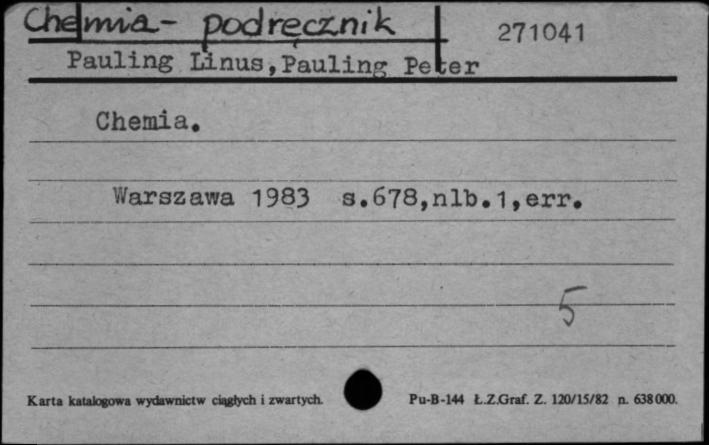 Chemia - podręcznik 271041
Pauling Linus,Pauling Peter
Chemia.
Warszawa 1983 s.678,nlb.1,err.
5
Karta katalogowa wydawnictw ciągłych i zwartych. Pu-B-144 Ł.Z.Graf. Z. 120/15/82 n. 638000.